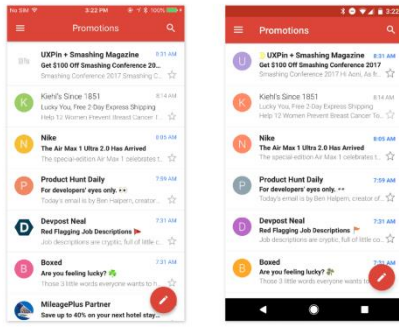 No SIM
3:22 PM
100%
Promotions
UXPin + Smashing Magazine 8:31 AM
Get $100 Off Smashing Conference 20...
Smashing Conference 2017 Smashing C...
K
Kiehl's Since 1851 8:14 AM
Lucky You, Free 2 Day Express Shipping
Help 12 Women Prevent Breast Cancer T...
N
Nike 8:05 AM
The Air Max 1 Ultra 2.0 Has Arrived
The special-edition Air Max 1 celebrates t...
P
Product Hunt Daily 7:59 AM
For developers' eyes only.
Today's email is by Ben Halpern, creator ...
D
Devpost Neal 7:31 AM
Red Flagging Job Descriptions
Job descriptions are cryptic, full of little c...
B
Boxed 7:31 AM
Are you feeling lucky?
Those 3 little words everyone wants to h...
MileagePlus Partner
Save up to 40% on your next hotel stay...
3:22
Promotions
U
UXPin + Smashing Magazine 8:31 AM
Get $100 Off Smashing Conference 2017
Smashing Conference 2017 Hi Aani, As fr...
K
Kiehl's Since 1851 8:14 AM
Lucky You, Free 2 Day Express Shipping
Help 12 Women Prevent Breast Cancer To...
N
Nike 8:05 AM
The Air Max 1 Ultra 2.0 Has Arrived
The special-edition Air Max 1 celebrates t...
P
Product Hunt Daily 7:59 AM
For developers' eyes only.
Today's email is by Ben Halpern, creator of...
D
Devpost Neal 7:31 AM
Red Flagging Job Descriptions
Job descriptions are cryptic, full of little co...
B
Boxed 7:31 AM
Are you feeling lucky?
Those 3 little words everyone wants to